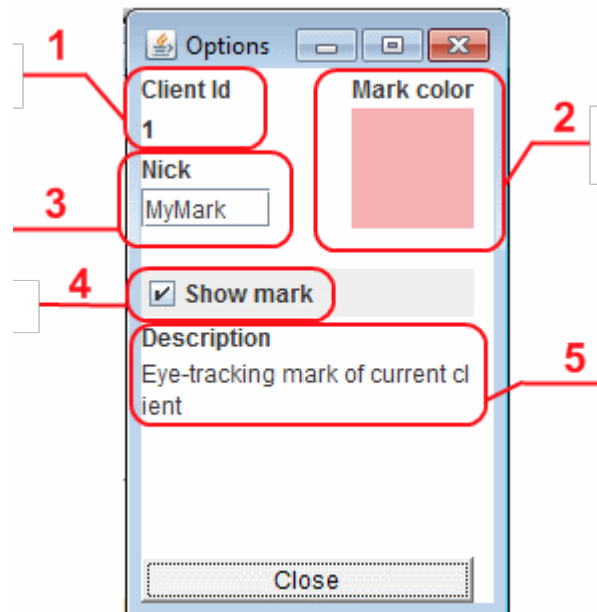 1
Options
Client Id
Mark color
1
2
Nick
MyMark
3
4
Show mark
Description
Eye-tracking mark of current cl
ient
5
Close